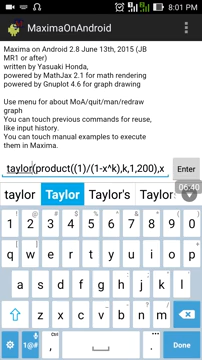 8:01 PM
MaximaOnAndroid
Maxima on Android 2.8 June 13th, 2015 (JB
MR1 or after)
written by Yasuaki Honda,
powered by MathJax 2.1 for math rendering
powered by Gnuplot 4.6 for graph drawing
Use menu for about MoA/quit/man/redraw
graph
You can touch previous commands for reuse,
like input history.
You can touch manual examples to execute
them in Maxima.
taylor(product((1)/(1-x^k),k,1,200),x
Enter
taylor Taylor Taylor's Taylor
06:40
1 2 3 4 5 6 7 8 9 0
q w e r t y u i o p
a s d f g h j k l
z x c v b n m
1@# , Ctrl . ... Done